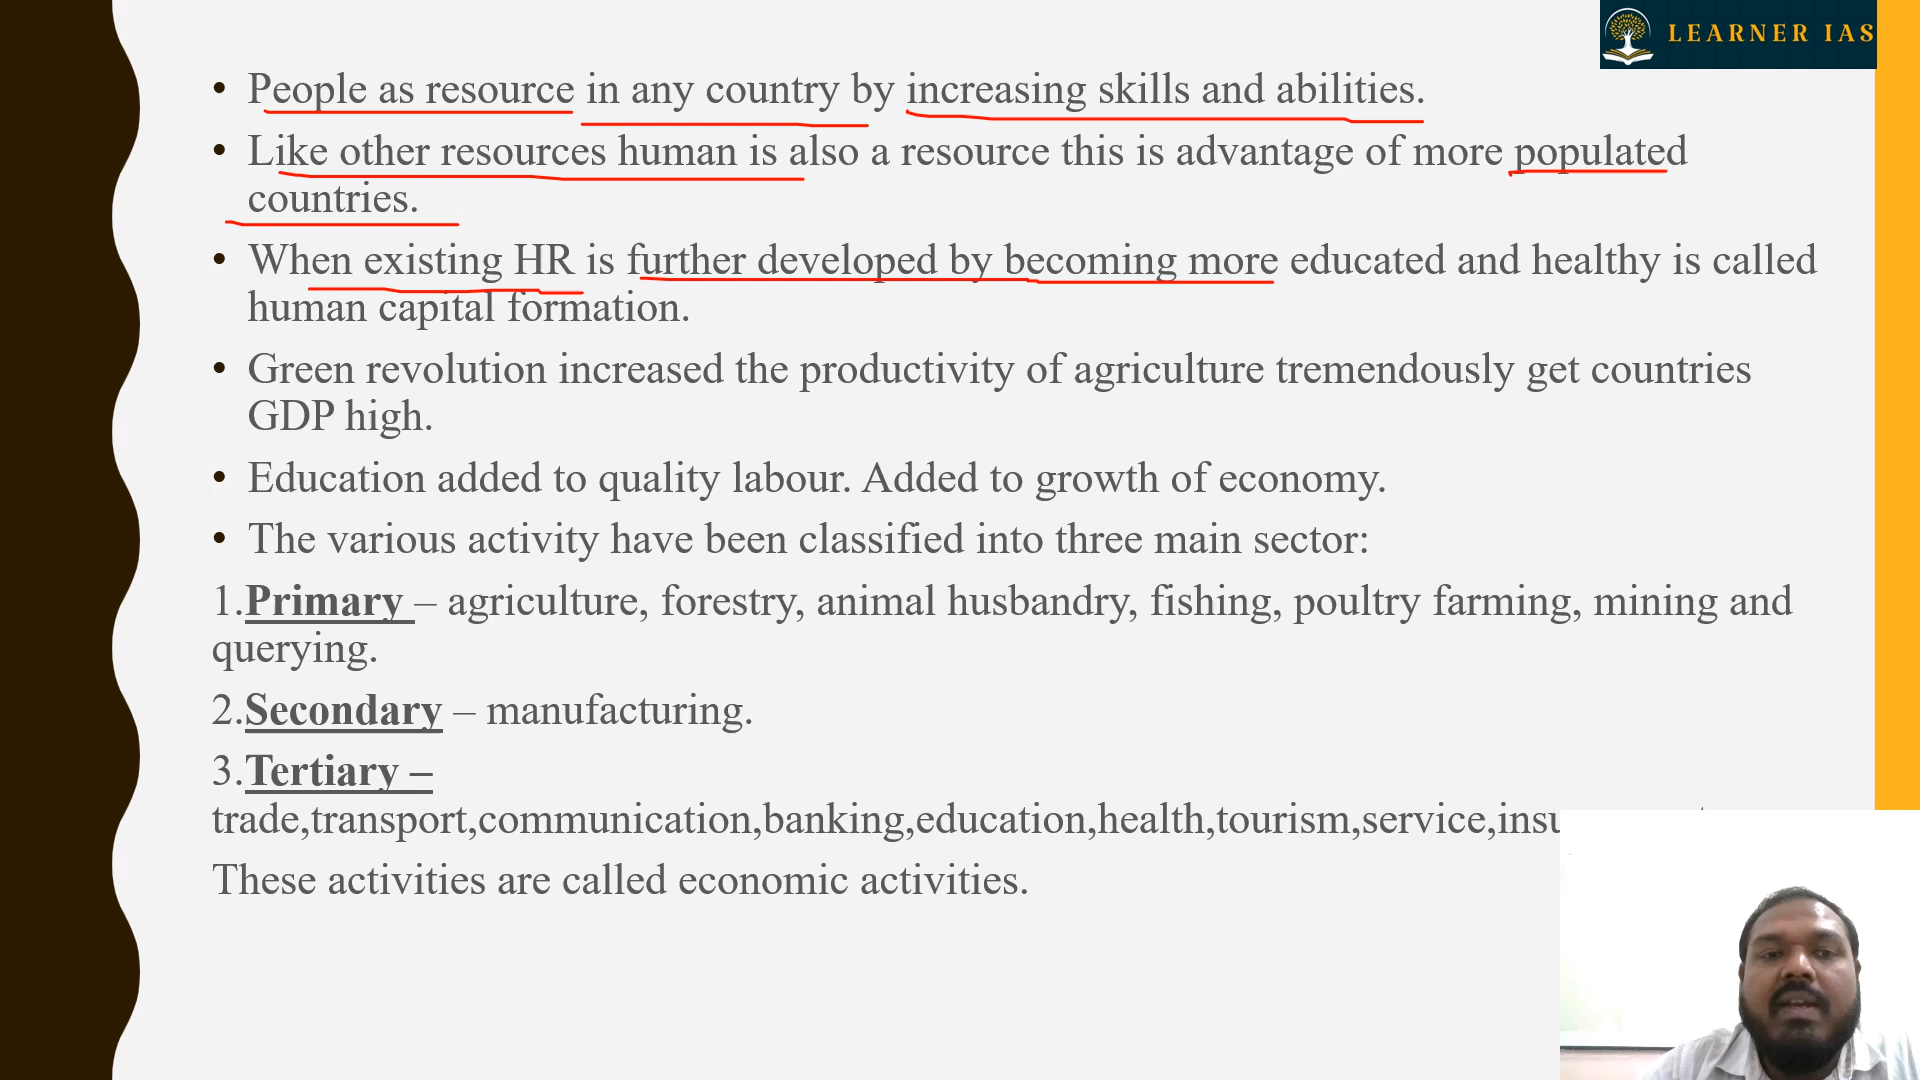 LEARNER IAS
• People as resource in any country by increasing skills and abilities.
• Like other resources human is also a resource this is advantage of more populated
countries.
• When existing HR is further developed by becoming more educated and healthy is called
human capital formation.
• Green revolution increased the productivity of agriculture tremendously get countries
GDP high.
• Education added to quality labour. Added to growth of economy.
• The various activity have been classified into three main sector:
1.Primary – agriculture, forestry, animal husbandry, fishing, poultry farming, mining and
querying.
2.Secondary – manufacturing.
3.Tertiary –
trade,transport,communication,banking,education,health,tourism,service,
These activities are called economic activities.